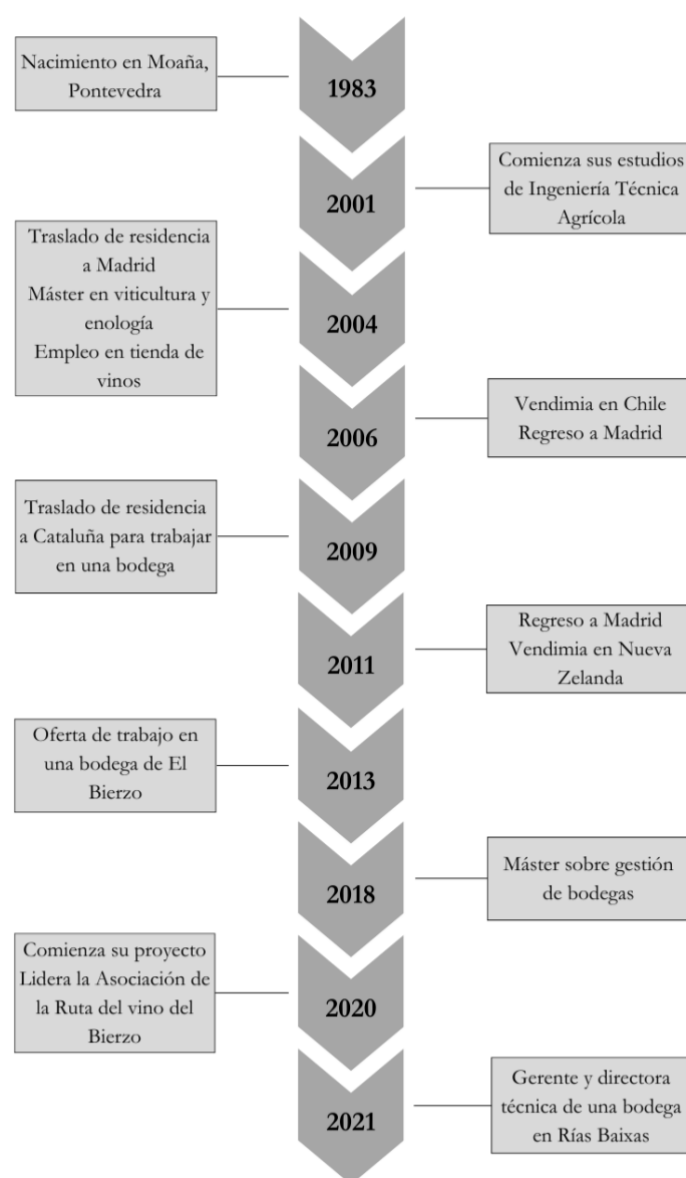 Nacimiento en Moaña,
Pontevedra
1983
Comienza sus estudios
de Ingeniería Técnica
Agrícola
2001
Traslado de residencia
a Madrid
Máster en viticultura y
enología
Empleo en tienda de
vinos
2004
Vendimia en Chile
Regreso a Madrid
2006
Traslado de residencia
a Cataluña para trabajar
en una bodega
2009
Regreso a Madrid
Vendimia en Nueva
Zelanda
2011
Oferta de trabajo en
una bodega de El
Bierzo
2013
Máster sobre gestión
de bodegas
2018
Comienza su proyecto
Lidera la Asociación de
la Ruta del vino del
Bierzo
2020
Gerente y directora
técnica de una bodega
en Rías Baixas
2021